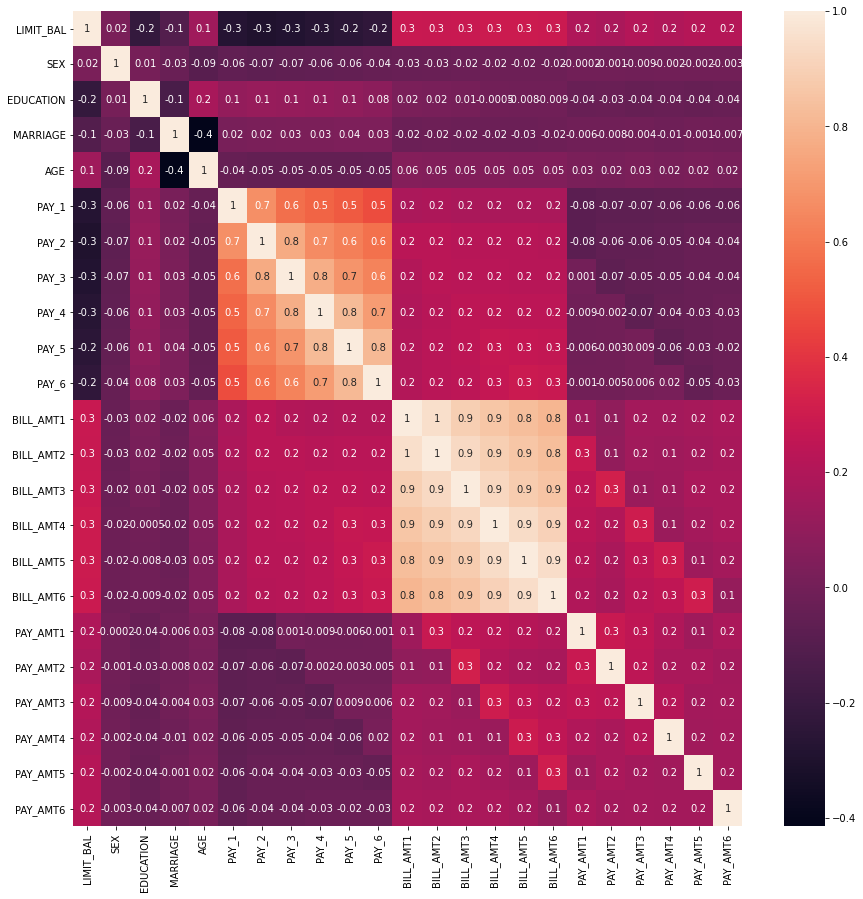 LIMIT_BAL 1 0.02 -0.2 -0.1 0.1 -0.3 -0.3 -0.3 -0.3 -0.2 -0.2 0.3 0.3 0.3 0.3 0.3 0.3 0.2 0.2 0.2 0.2 0.2 0.2
SEX 0.02 1 0.01 -0.03 -0.09 -0.06 -0.07 -0.07 -0.06 -0.06 -0.04 -0.03 -0.03 -0.02 -0.02 -0.02 -0.02 -0.0002 -0.001 -0.009 -0.002 -0.002 -0.003
EDUCATION -0.2 0.01 1 -0.1 0.2 0.1 0.1 0.1 0.1 0.1 0.08 0.02 0.02 0.01 -0.0005 -0.008 -0.009 -0.04 -0.03 -0.04 -0.04 -0.04 -0.04
MARRIAGE -0.1 -0.03 -0.1 1 -0.4 0.02 0.02 0.03 0.03 0.04 0.03 -0.02 -0.02 -0.02 -0.02 -0.03 -0.02 -0.006 -0.008 -0.004 -0.01 -0.001 -0.007
AGE 0.1 -0.09 0.2 -0.4 1 -0.04 -0.05 -0.05 -0.05 -0.05 -0.05 0.06 0.05 0.05 0.05 0.05 0.05 0.03 0.02 0.03 0.02 0.02 0.02
PAY_1 -0.3 -0.06 0.1 0.02 -0.04 1 0.7 0.6 0.5 0.5 0.5 0.2 0.2 0.2 0.2 0.2 0.2 -0.08 -0.07 -0.07 -0.06 -0.06 -0.06
PAY_2 -0.3 -0.07 0.1 0.02 -0.05 0.7 1 0.8 0.7 0.6 0.6 0.2 0.2 0.2 0.2 0.2 0.2 -0.08 -0.06 -0.06 -0.05 -0.04 -0.04
PAY_3 -0.3 -0.07 0.1 0.03 -0.05 0.6 0.8 1 0.8 0.7 0.6 0.2 0.2 0.2 0.2 0.2 0.2 0.001 -0.07 -0.05 -0.05 -0.04 -0.04
PAY_4 -0.3 -0.06 0.1 0.03 -0.05 0.5 0.7 0.8 1 0.8 0.7 0.2 0.2 0.2 0.2 0.2 0.2 -0.009 -0.002 -0.07 -0.04 -0.03 -0.03
PAY_5 -0.2 -0.06 0.1 0.04 -0.05 0.5 0.6 0.7 0.8 1 0.8 0.2 0.2 0.2 0.3 0.3 0.3 -0.006 -0.003 0.009 -0.06 -0.03 -0.02
PAY_6 -0.2 -0.04 0.08 0.03 -0.05 0.5 0.6 0.6 0.7 0.8 1 0.2 0.2 0.2 0.3 0.3 0.3 -0.001 -0.005 0.006 0.02 -0.05 -0.03
BILL_AMT1 0.3 -0.03 0.02 -0.02 0.06 0.2 0.2 0.2 0.2 0.2 0.2 1 1 0.9 0.9 0.8 0.8 0.1 0.1 0.2 0.2 0.2 0.2
BILL_AMT2 0.3 -0.03 0.02 -0.02 0.05 0.2 0.2 0.2 0.2 0.2 0.2 1 1 0.9 0.9 0.9 0.8 0.3 0.1 0.2 0.1 0.2 0.2
BILL_AMT3 0.3 -0.02 0.01 -0.02 0.05 0.2 0.2 0.2 0.2 0.2 0.2 0.9 0.9 1 0.9 0.9 0.9 0.2 0.3 0.1 0.1 0.2 0.2
BILL_AMT4 0.3 -0.02 -0.0005 -0.02 0.05 0.2 0.2 0.2 0.2 0.3 0.3 0.9 0.9 0.9 1 0.9 0.9 0.2 0.2 0.3 0.1 0.2 0.2
BILL_AMT5 0.3 -0.02 -0.008 -0.03 0.05 0.2 0.2 0.2 0.2 0.3 0.3 0.8 0.9 0.9 0.9 1 0.9 0.2 0.2 0.3 0.3 0.1 0.2
BILL_AMT6 0.3 -0.02 -0.009 -0.02 0.05 0.2 0.2 0.2 0.2 0.3 0.3 0.8 0.8 0.9 0.9 0.9 1 0.2 0.2 0.2 0.3 0.3 0.1
PAY_AMT1 0.2 -0.0002 -0.04 -0.006 0.03 -0.08 -0.08 0.001 -0.009 -0.006 -0.001 0.1 0.3 0.2 0.2 0.2 0.2 1 0.3 0.3 0.2 0.1 0.2
PAY_AMT2 0.2 -0.001 -0.03 -0.008 0.02 -0.07 -0.06 -0.07 -0.002 -0.003 -0.005 0.1 0.1 0.3 0.2 0.2 0.2 0.3 1 0.2 0.2 0.2 0.2
PAY_AMT3 0.2 -0.009 -0.04 -0.004 0.03 -0.07 -0.06 -0.05 -0.07 0.009 0.006 0.2 0.2 0.1 0.3 0.3 0.2 0.3 0.2 1 0.2 0.2 0.2
PAY_AMT4 0.2 -0.002 -0.04 -0.01 0.02 -0.06 -0.05 -0.05 -0.04 -0.06 0.02 0.2 0.1 0.1 0.1 0.3 0.3 0.2 0.2 0.2 1 0.2 0.2
PAY_AMT5 0.2 -0.002 -0.04 -0.001 0.02 -0.06 -0.04 -0.04 -0.03 -0.03 -0.05 0.2 0.2 0.2 0.2 0.1 0.3 0.1 0.2 0.2 0.2 1 0.2
PAY_AMT6 0.2 -0.003 -0.04 -0.007 0.02 -0.06 -0.04 -0.04 -0.03 -0.02 -0.03 0.2 0.2 0.2 0.2 0.2 0.1 0.2 0.2 0.2 0.2 0.2 1
LIMIT_BAL SEX EDUCATION MARRIAGE AGE PAY_1 PAY_2 PAY_3 PAY_4 PAY_5 PAY_6 BILL_AMT1 BILL_AMT2 BILL_AMT3 BILL_AMT4 BILL_AMT5 BILL_AMT6 PAY_AMT1 PAY_AMT2 PAY_AMT3 PAY_AMT4 PAY_AMT5 PAY_AMT6
1.0
0.8
0.6
0.4
0.2
0.0
−0.2
−0.4